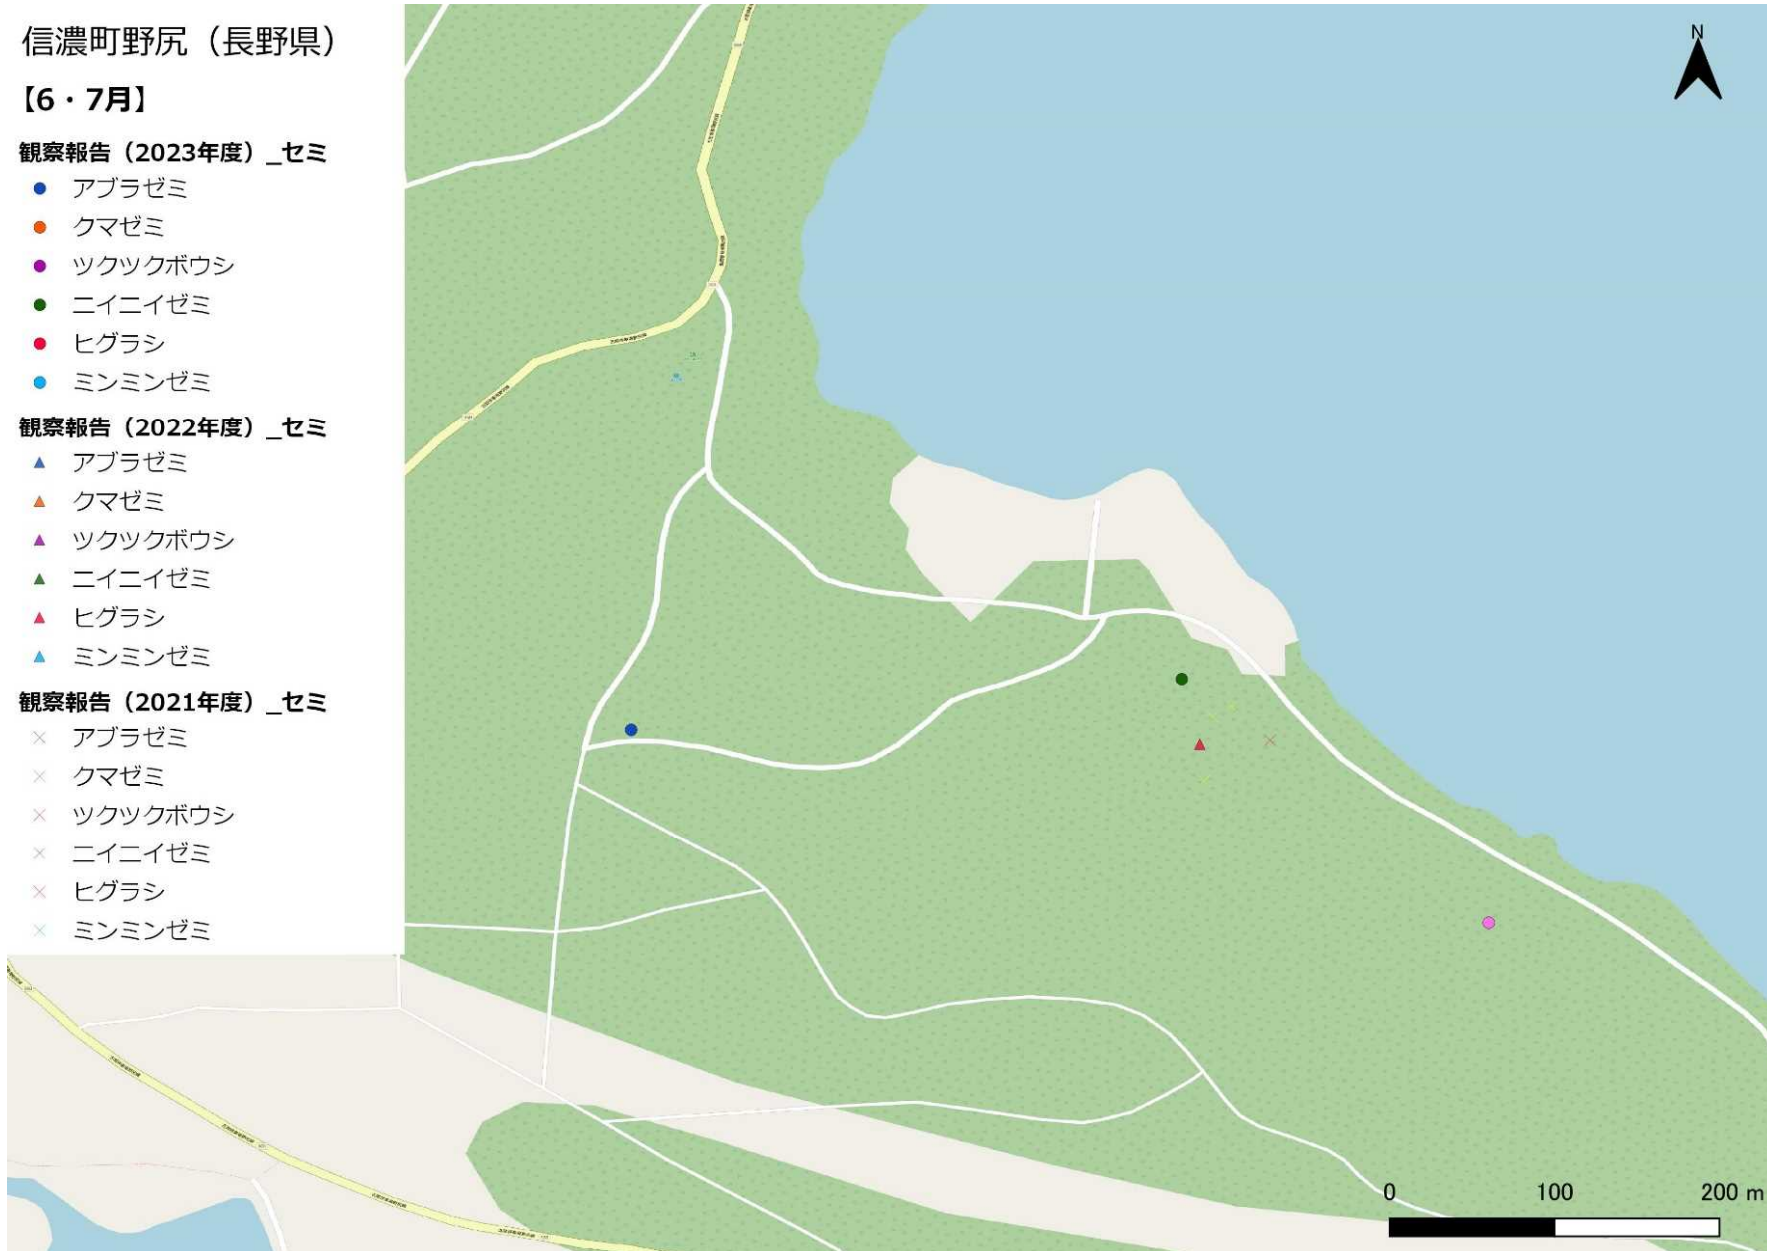 信濃町野尻（長野県）
【6・7月】
観察報告（2023年度）_セミ
アブラゼミ
クマゼミ
ツクツクボウシ
ニイニイゼミ
ヒグラシ
ミンミンゼミ
観察報告（2022年度）_セミ
アブラゼミ
クマゼミ
ツクツクボウシ
ニイニイゼミ
ヒグラシ
ミンミンゼミ
観察報告（2021年度）_セミ
アブラゼミ
クマゼミ
ツクツクボウシ
ニイニイゼミ
ヒグラシ
ミンミンゼミ
N
0 100 200 m